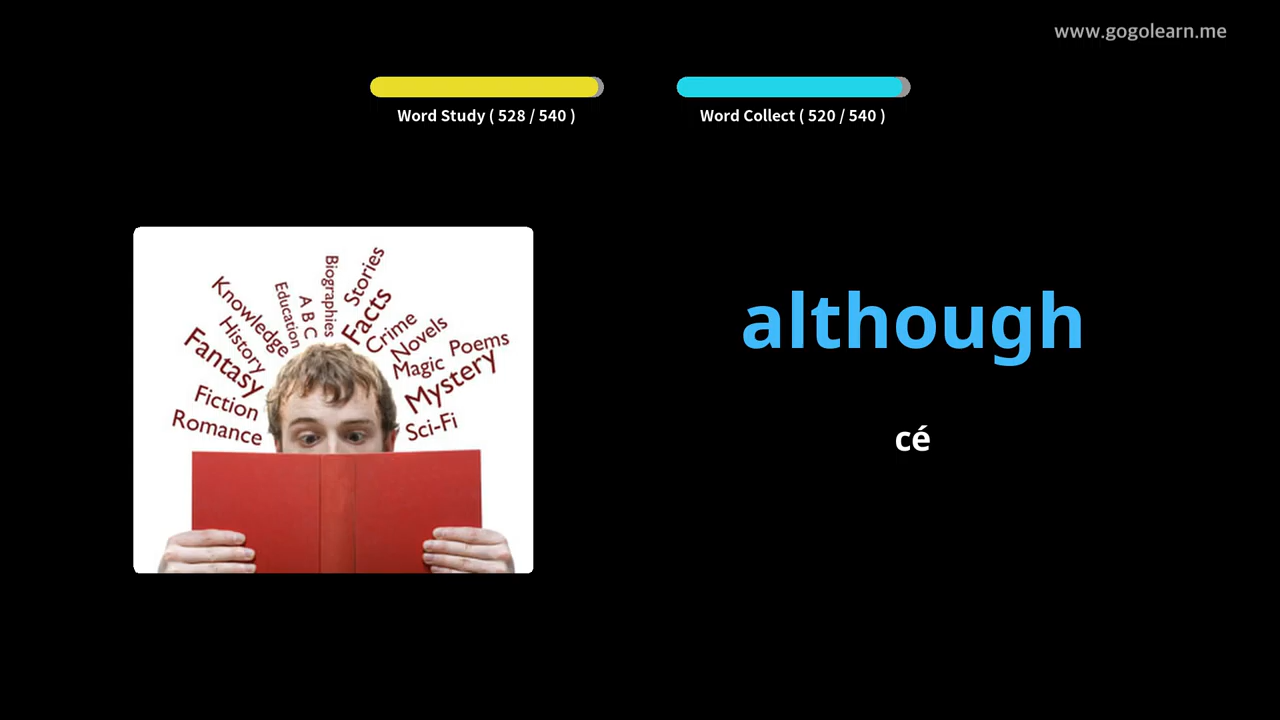 www.gogolearn.me
Word Study ( 528 / 540 )
Word Collect ( 520 / 540 )
Biographies
Stories
Education
A B C
Facts
Knowledge
Crime
History
Novels
Poems
Fantasy
Magic
Mystery
Fiction
Romance
Sci-Fi
although
cé